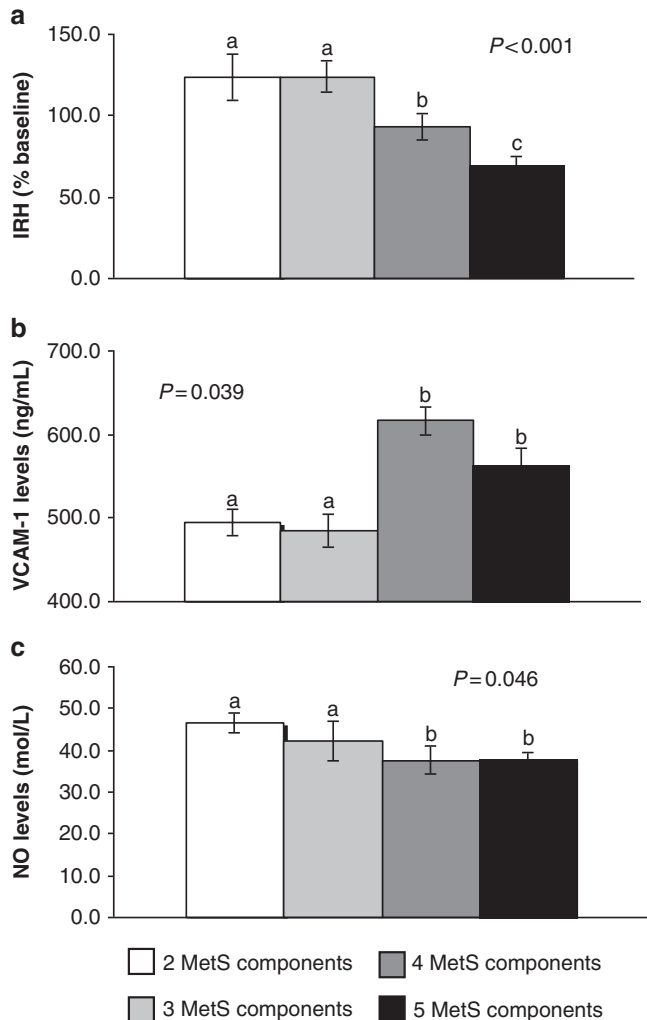 a
IRH (% baseline)
150.0
100.0
50.0
0.0
P<0.001
a
a
b
c
b
VCAM-1 levels (ng/mL)
700.0
600.0
500.0
400.0
P=0.039
a
a
b
b
c
NO levels (mol/L)
60.0
50.0
40.0
30.0
20.0
10.0
0.0
P=0.046
a
a
b
b
2 MetS components
4 MetS components
3 MetS components
5 MetS components